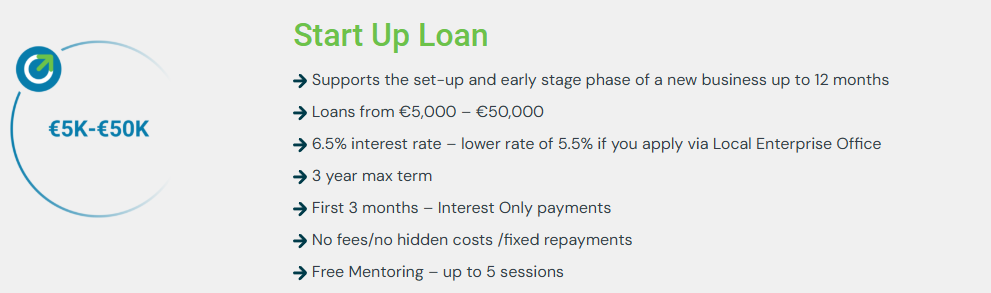 Start Up Loan
€5K-€50K
Supports the set-up and early stage phase of a new business up to 12 months
Loans from €5,000 – €50,000
6.5% interest rate – lower rate of 5.5% if you apply via Local Enterprise Office
3 year max term
First 3 months – Interest Only payments
No fees/no hidden costs /fixed repayments
Free Mentoring – up to 5 sessions